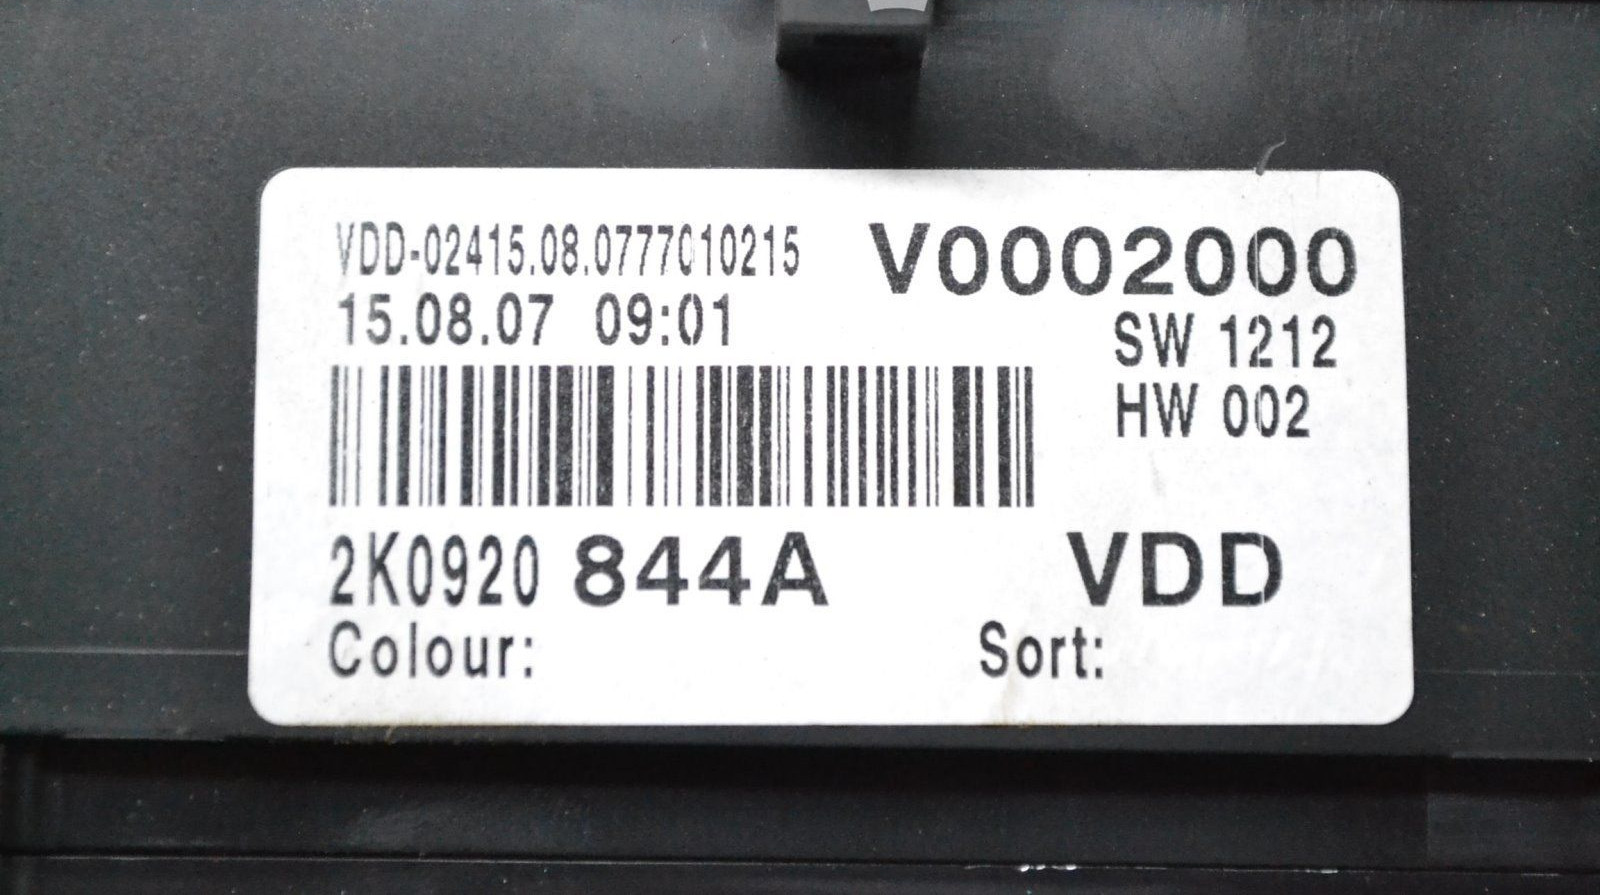 VDD-02415.08.0777010215
V0002000
15.08.07 09:01
SW 1212
HW 002
2K0920 844A
VDD
Colour:
Sort: